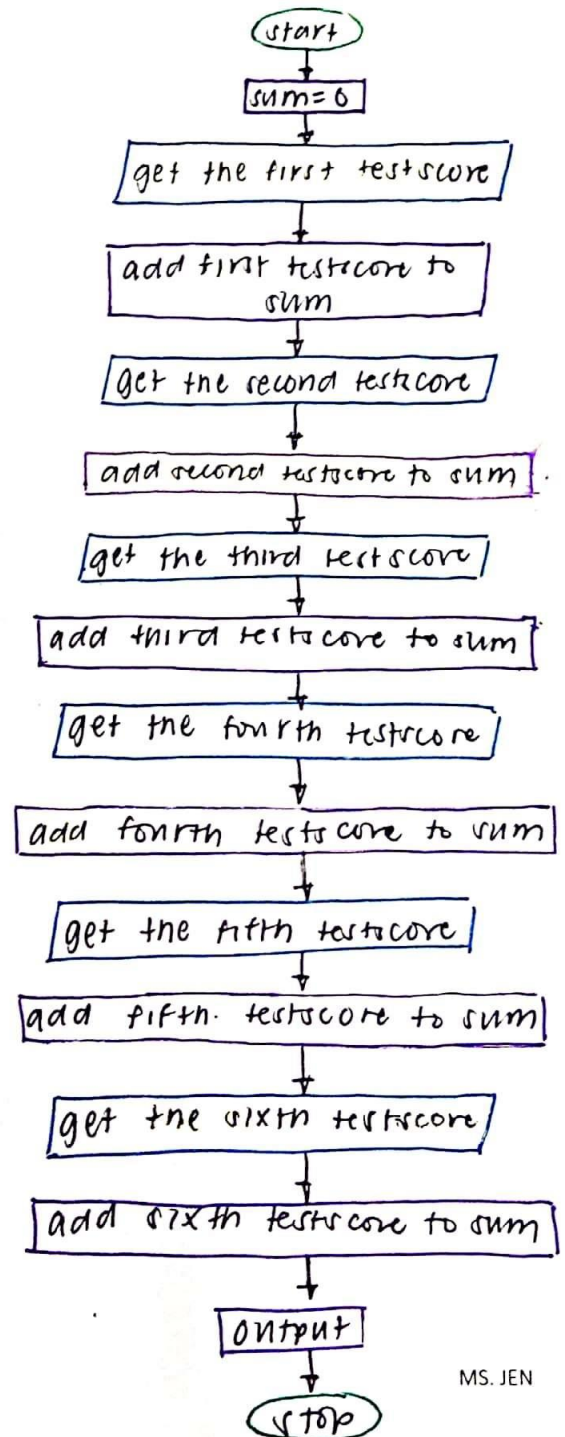 start
sum=0
get the first testscore
add first testscore to
sum
get the second testscore
add second testscore to sum
get the third testscore
add third testscore to sum
get the fourth testscore
add fourth testscore to sum
get the fifth testscore
add fifth. testscore to sum
get the sixth testscore
add sixth testscore to sum
output
MS. JEN
stop